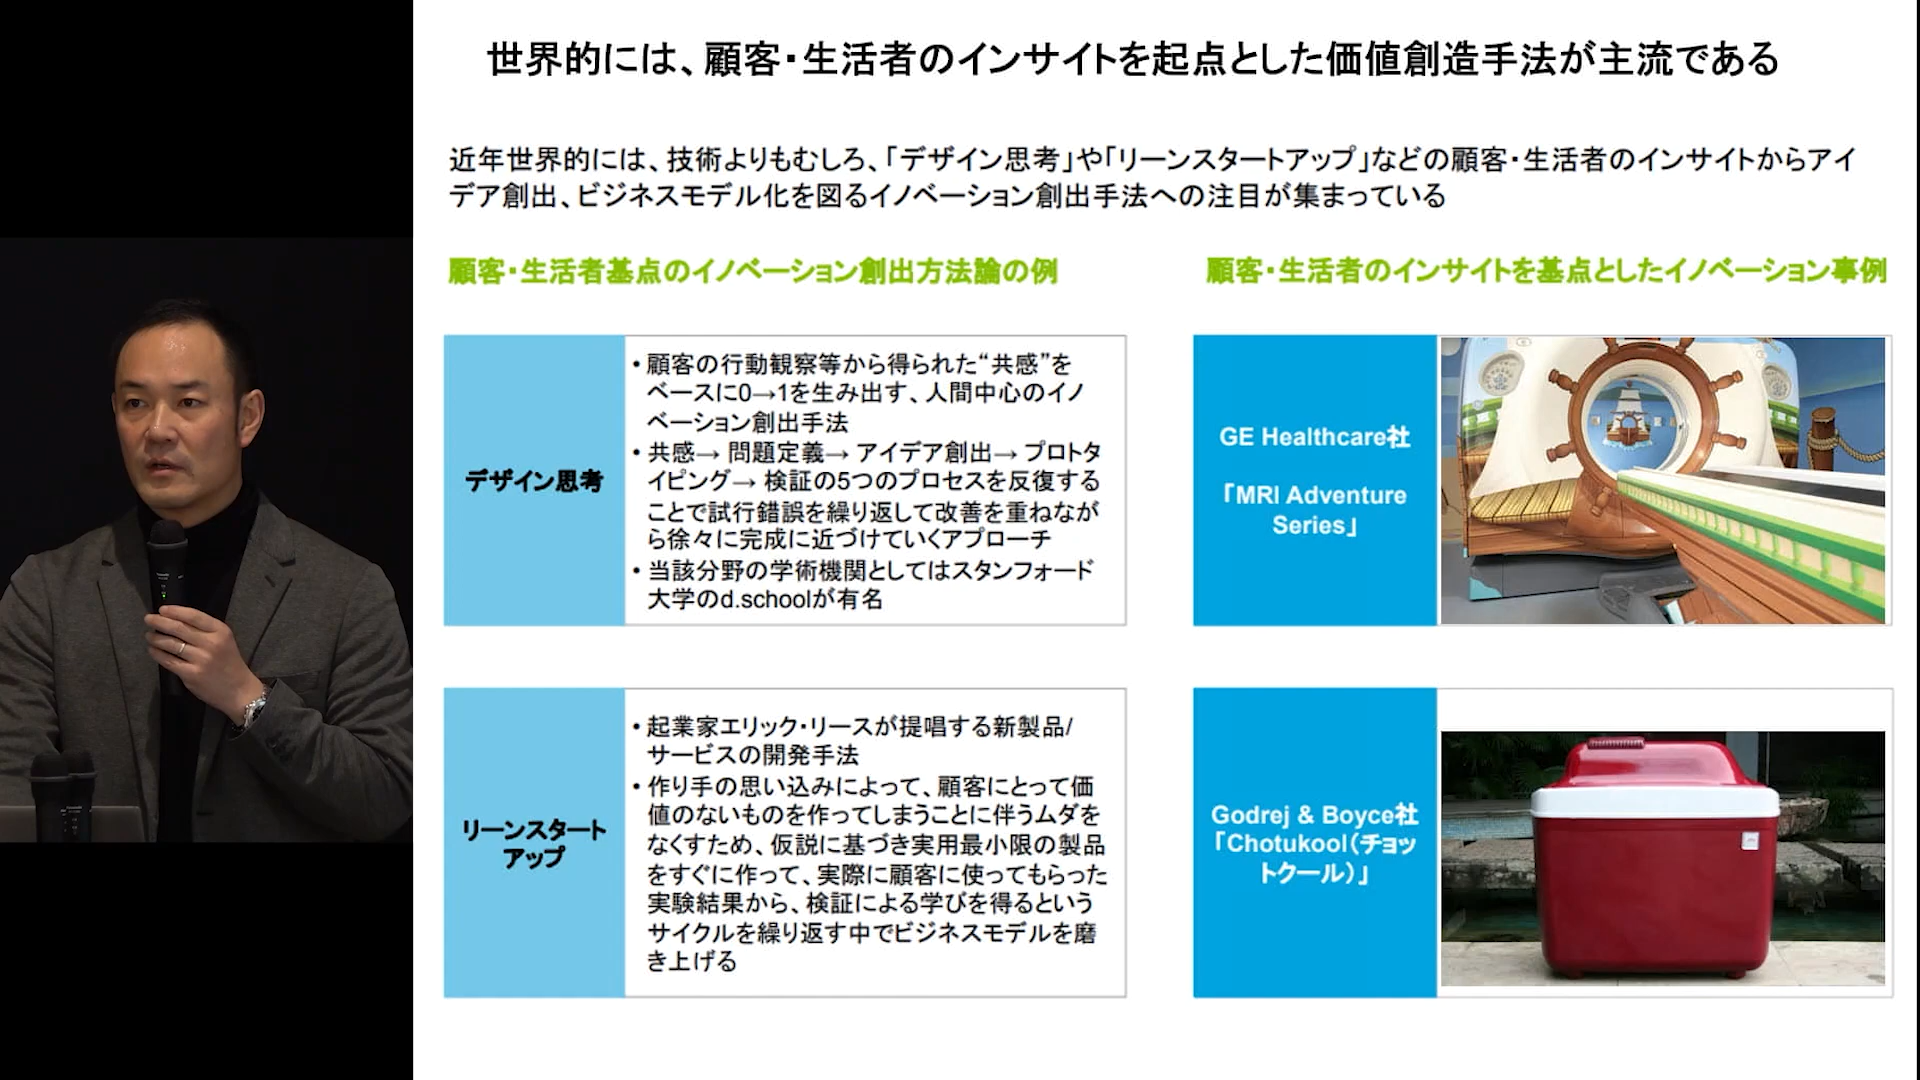 世界的には、顧客・生活者のインサイトを起点とした価値創造手法が主流である
近年世界的には、技術よりもむしろ、「デザイン思考」や「リーンスタートアップ」などの顧客・生活者のインサイトからアイ
デア創出、ビジネスモデル化を図るイノベーション創出手法への注目が集まっている
顧客・生活者基点のイノベーション創出方法論の例
デザイン思考
・顧客の行動観察等から得られた“共感”を
ベースに0→1を生み出す、人間中心のイノ
ベーション創出手法
・共感→ 問題定義→ アイデア創出→ プロトタ
イピング→ 検証の5つのプロセスを反復する
ことで試行錯誤を繰り返して改善を重ねなが
ら徐々に完成に近づけていくアプローチ
・当該分野の学術機関としてはスタンフォード
大学のd.schoolが有名
リーンスタート
アップ
・起業家エリック・リースが提唱する新製品/
サービスの開発手法
・作り手の思い込みによって、顧客にとって価
値のないものを作ってしまうことに伴うムダを
なくすため、仮説に基づき実用最小限の製品
をすぐに作って、実際に顧客に使ってもらった
実験結果から、検証による学びを得るという
サイクルを繰り返す中でビジネスモデルを磨
き上げる
顧客・生活者のインサイトを基点としたイノベーション事例
GE Healthcare社
「MRI Adventure
Series」
Godrej & Boyce社
「Chotukool（チョッ
トクール）」